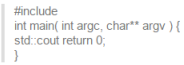 #include
int main( int argc, char** argv ) {
std::cout return 0;
}